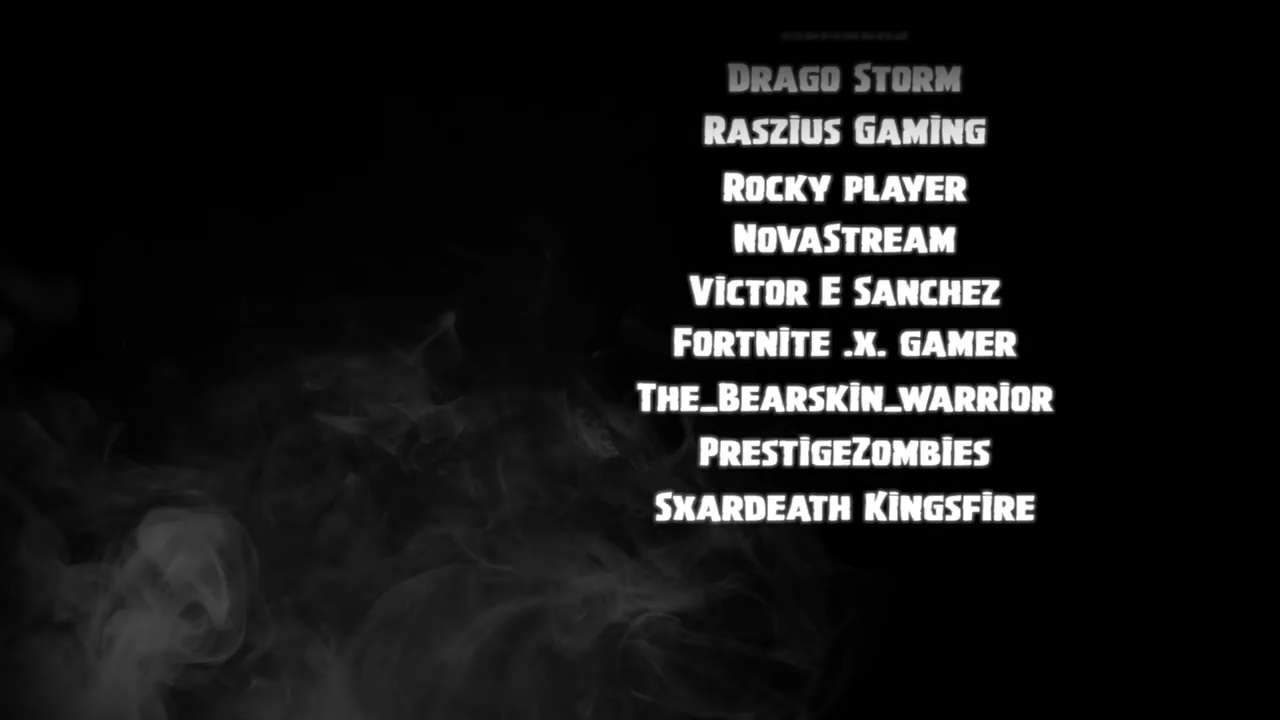 Drago Storm
Raszius Gaming
Rocky player
NovaStream
Victor E Sanchez
Fortnite .x. gamer
The_Bearskin_warrior
PrestigeZombies
Sxardeath Kingsfire